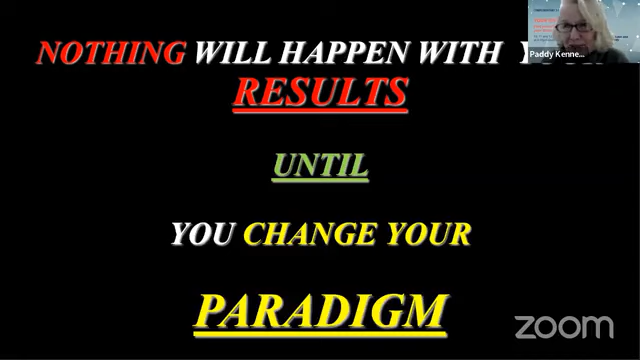 NOTHING WILL HAPPEN WITH
RESULTS
UNTIL
YOU CHANGE YOUR
PARADIGM
Paddy Kenne...
zoom